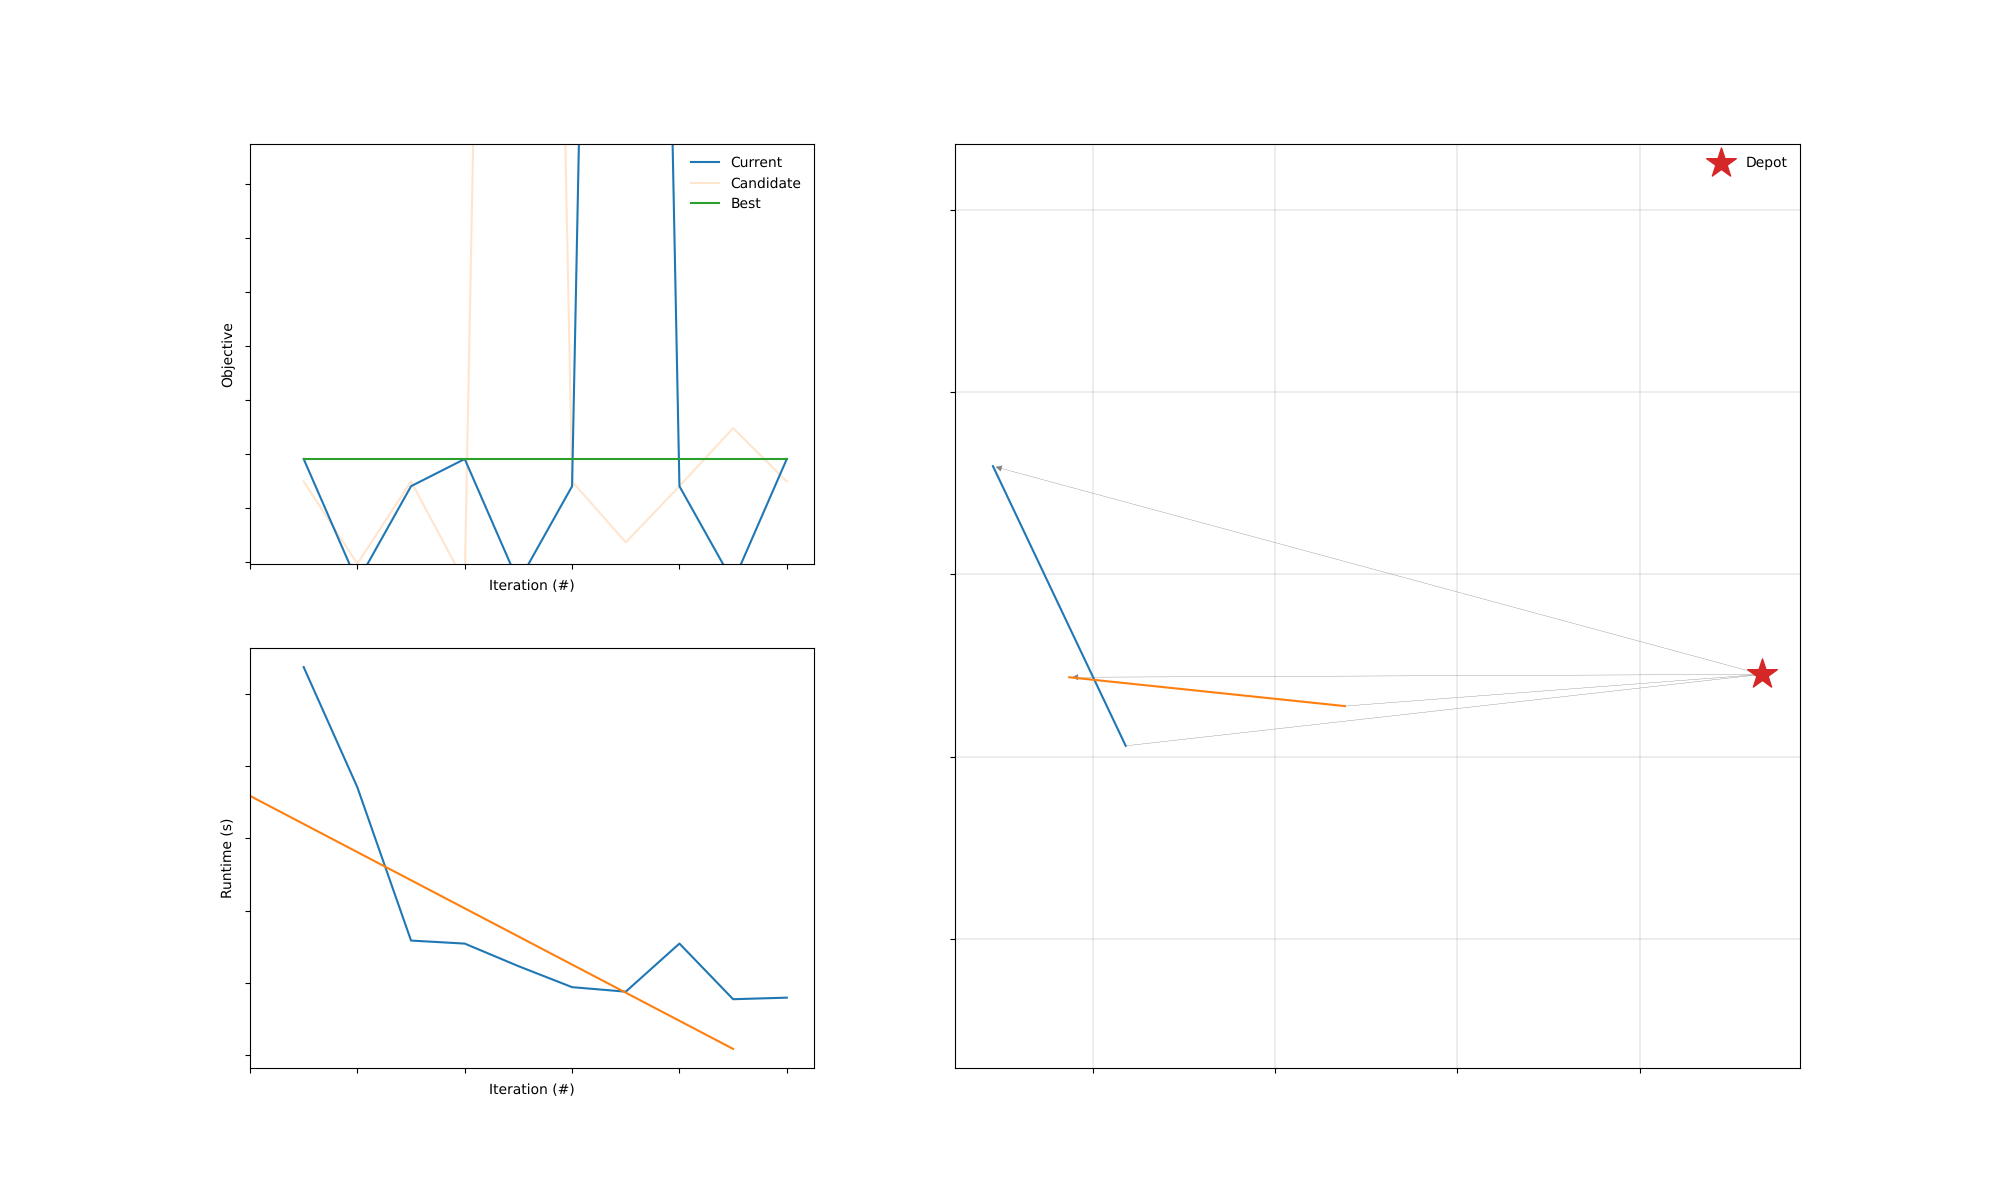 Current
Candidate
Best
Objective
Iteration (#)
Runtime (s)
Iteration (#)
Depot